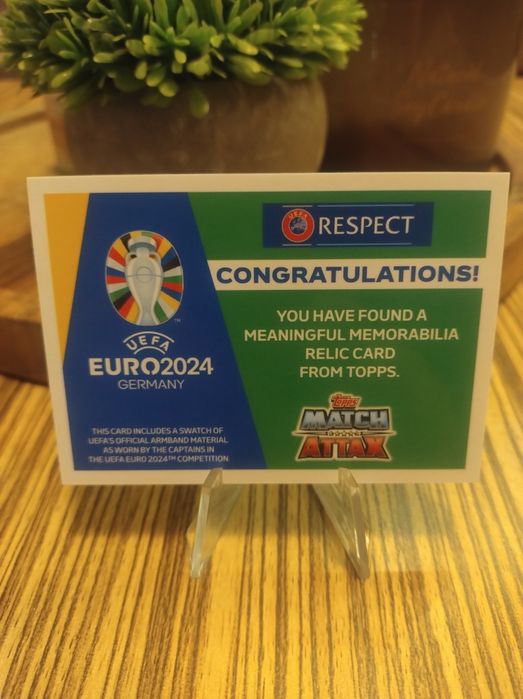 UEFA
RESPECT
CONGRATULATIONS!
YOU HAVE FOUND A
MEANINGFUL MEMORABILIA
RELIC CARD
FROM TOPPS.
UEFA
EURO2024
GERMANY
TM
THIS CARD INCLUDES A SWATCH OF
UEFA'S OFFICIAL ARMBAND MATERIAL
AS WORN BY THE CAPTAINS IN
THE UEFA EURO 2024™ COMPETITION.
Topps
MATCH
ATTAX